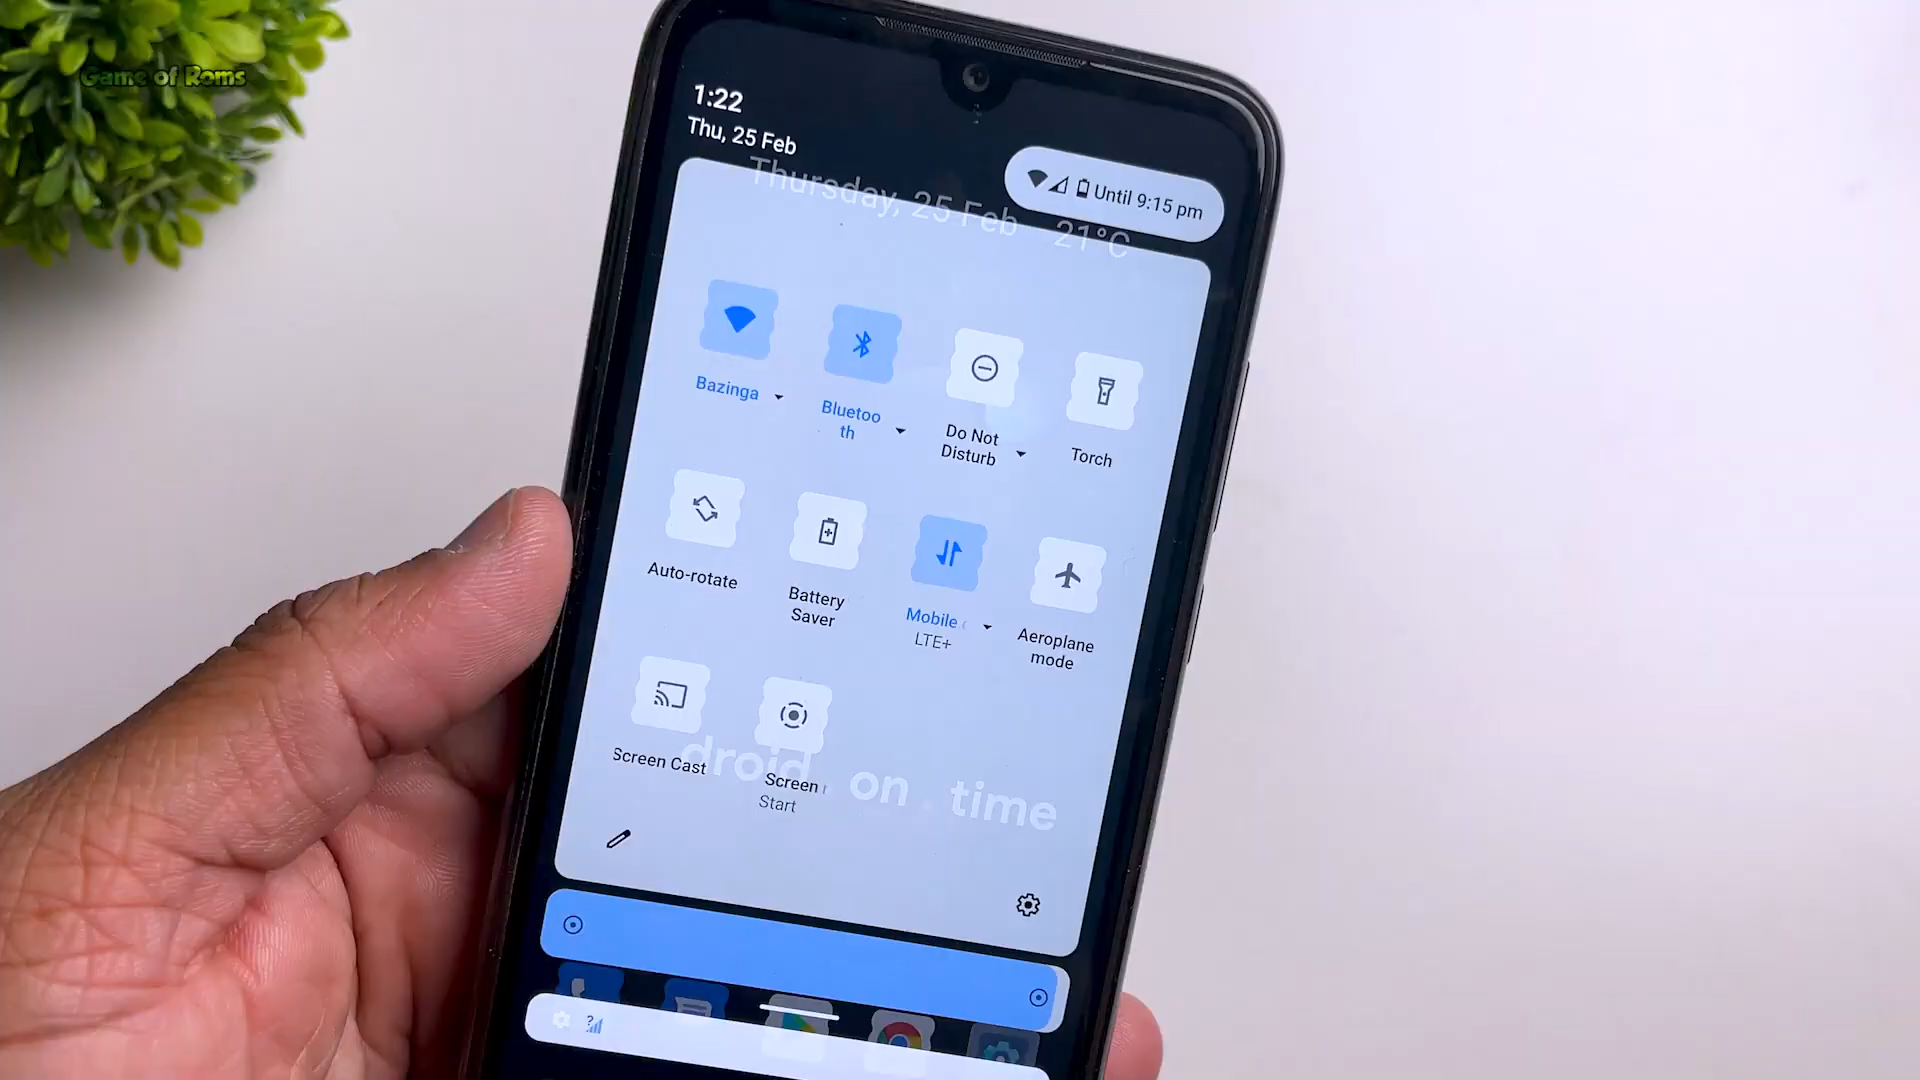 Game of Roms
1:22
Thu, 25 Feb
Until 9:15 pm
Thursday, 25 Feb 21°C
Bazinga
Bluetoo
th
Do Not
Disturb
Torch
Auto-rotate
Battery
Saver
Mobile
LTE+
Aeroplane
mode
Screen Cast
Screen
Start
droid on time